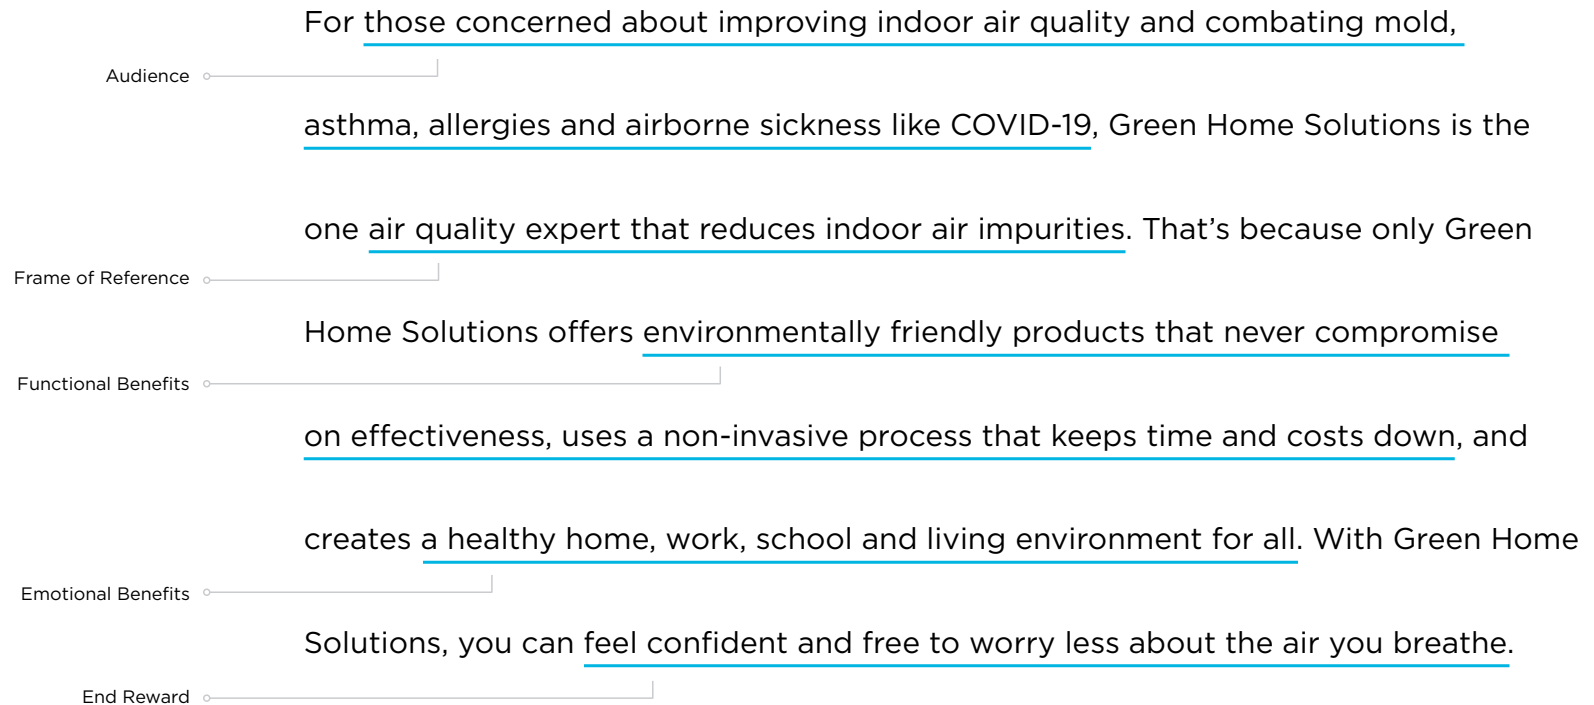 For those concerned about improving indoor air quality and combating mold,
Audience
asthma, allergies and airborne sickness like COVID-19, Green Home Solutions is the
one air quality expert that reduces indoor air impurities. That’s because only Green
Frame of Reference
Home Solutions offers environmentally friendly products that never compromise
Functional Benefits
on effectiveness, uses a non-invasive process that keeps time and costs down, and
creates a healthy home, work, school and living environment for all. With Green Home
Emotional Benefits
Solutions, you can feel confident and free to worry less about the air you breathe.
End Reward